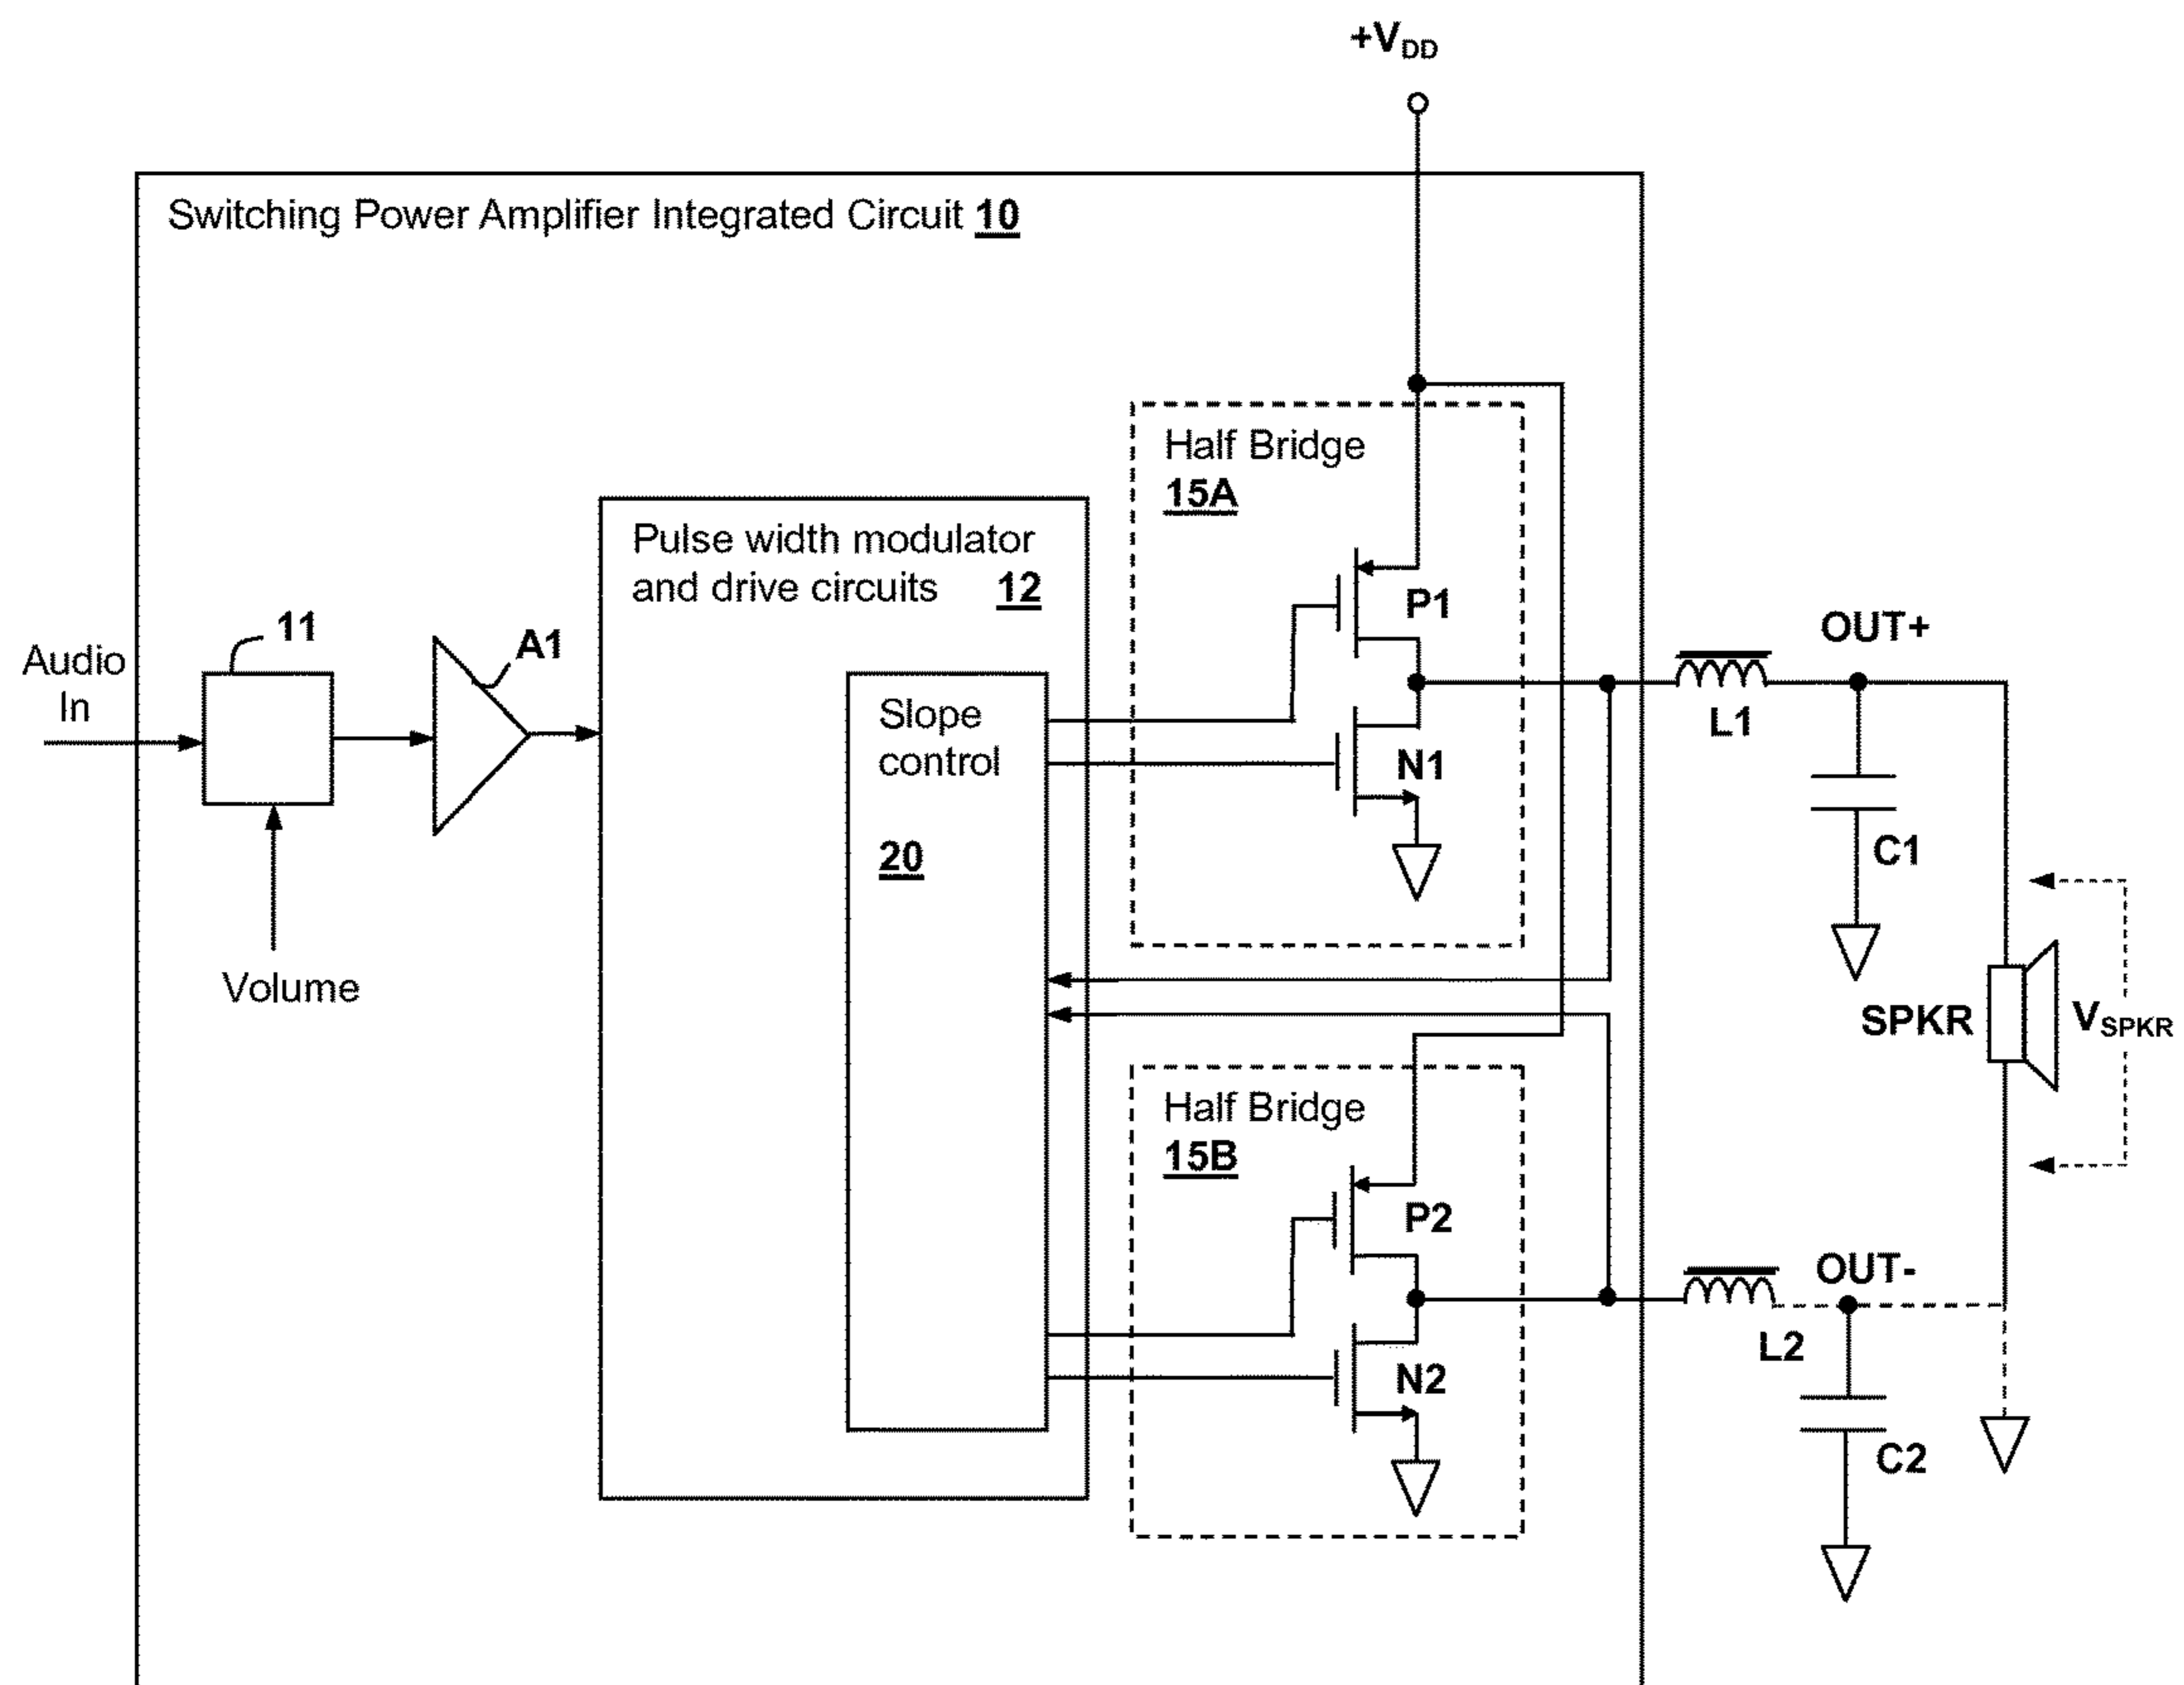 +VDD
Switching Power Amplifier Integrated Circuit 10
Half Bridge
15A
Pulse width modulator
and drive circuits 12
P1
11
A1
OUT+
Audio
In
Slope
control
L1
N1
20
C1
Volume
SPKR
VSPKR
Half Bridge
15B
P2
OUT-
L2
N2
C2